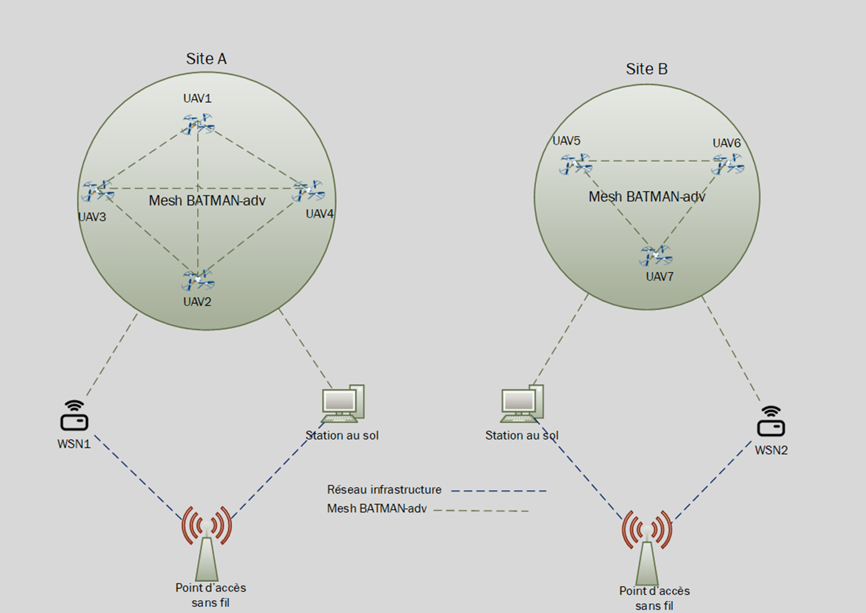 Site A
Site B
UAV1
UAV3
Mesh BATMAN-adv
UAV4
UAV2
UAV5
UAV6
Mesh BATMAN-adv
UAV7
WSN1
Station au sol
Station au sol
WSN2
Réseau infrastructure
Mesh BATMAN-adv
Point d'accès
sans fil
Point d'accès
sans fil